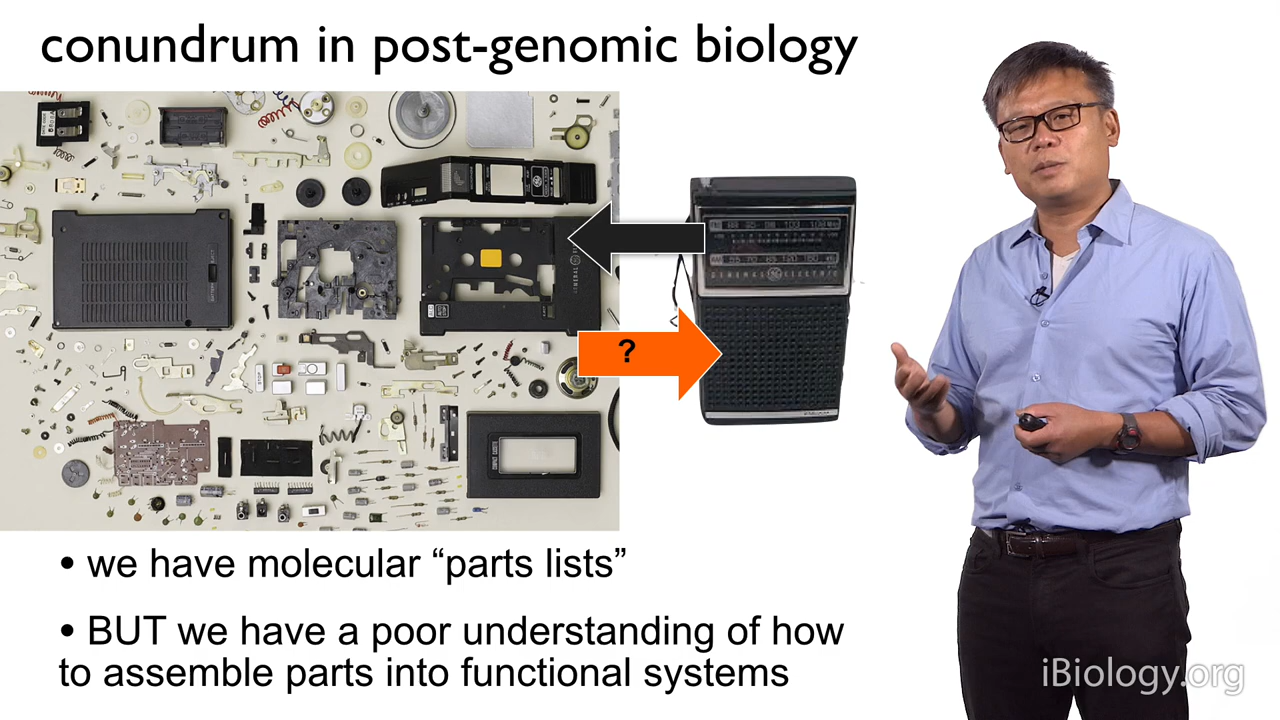 conundrum in post-genomic biology
?
• we have molecular “parts lists”
• BUT we have a poor understanding of how
to assemble parts into functional systems
iBiology.org